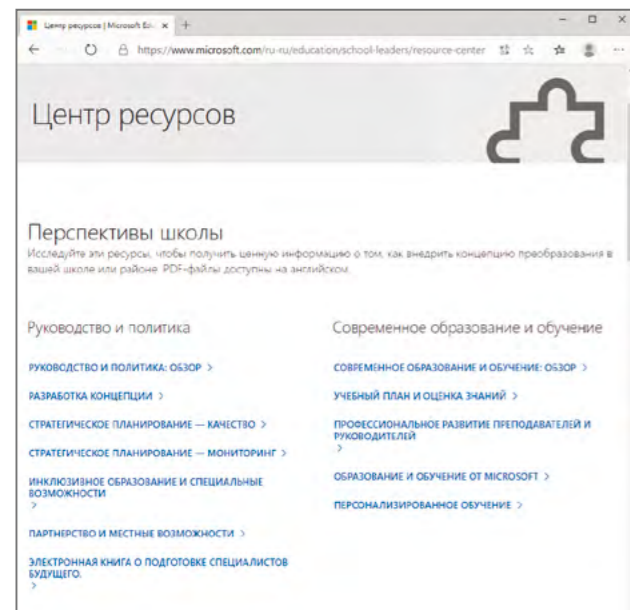 Центр ресурсов | Microsoft Edu
https://www.microsoft.com/ru-ru/education/school-leaders/resource-center
Центр ресурсов
Перспективы школы
Исследуйте эти ресурсы, чтобы получить ценную информацию о том, как внедрить концепцию преобразования в
вашей школе или районе. PDF-файлы доступны на английском.
Руководство и политика
РУКОВОДСТВО И ПОЛИТИКА: ОБЗОР >
РАЗРАБОТКА КОНЦЕПЦИИ >
СТРАТЕГИЧЕСКОЕ ПЛАНИРОВАНИЕ — КАЧЕСТВО >
СТРАТЕГИЧЕСКОЕ ПЛАНИРОВАНИЕ — МОНИТОРИНГ >
ИНКЛЮЗИВНОЕ ОБРАЗОВАНИЕ И СПЕЦИАЛЬНЫЕ
ВОЗМОЖНОСТИ
>
ПАРТНЕРСТВО И МЕСТНЫЕ ВОЗМОЖНОСТИ >
ЭЛЕКТРОННАЯ КНИГА О ПОДГОТОВКЕ СПЕЦИАЛИСТОВ
БУДУЩЕГО.
>
Современное образование и обучение
СОВРЕМЕННОЕ ОБРАЗОВАНИЕ И ОБУЧЕНИЕ: ОБЗОР >
УЧЕБНЫЙ ПЛАН И ОЦЕНКА ЗНАНИЙ >
ПРОФЕССИОНАЛЬНОЕ РАЗВИТИЕ ПРЕПОДАВАТЕЛЕЙ И
РУКОВОДИТЕЛЕЙ
>
ОБРАЗОВАНИЕ И ОБУЧЕНИЕ ОТ MICROSOFT >
ПЕРСОНАЛИЗИРОВАННОЕ ОБУЧЕНИЕ >